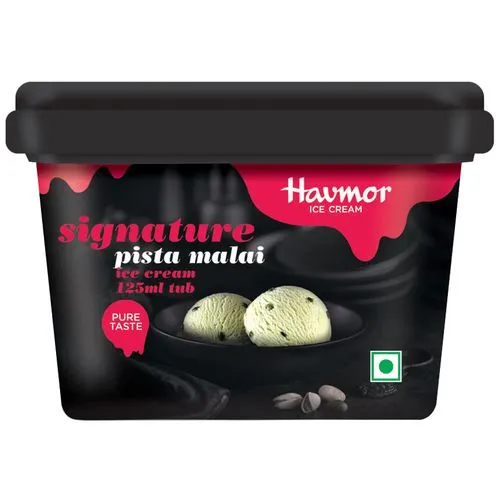 Havmor
ICE CREAM
signature
pista malai
ice cream
125ml tub
PURE
TASTE